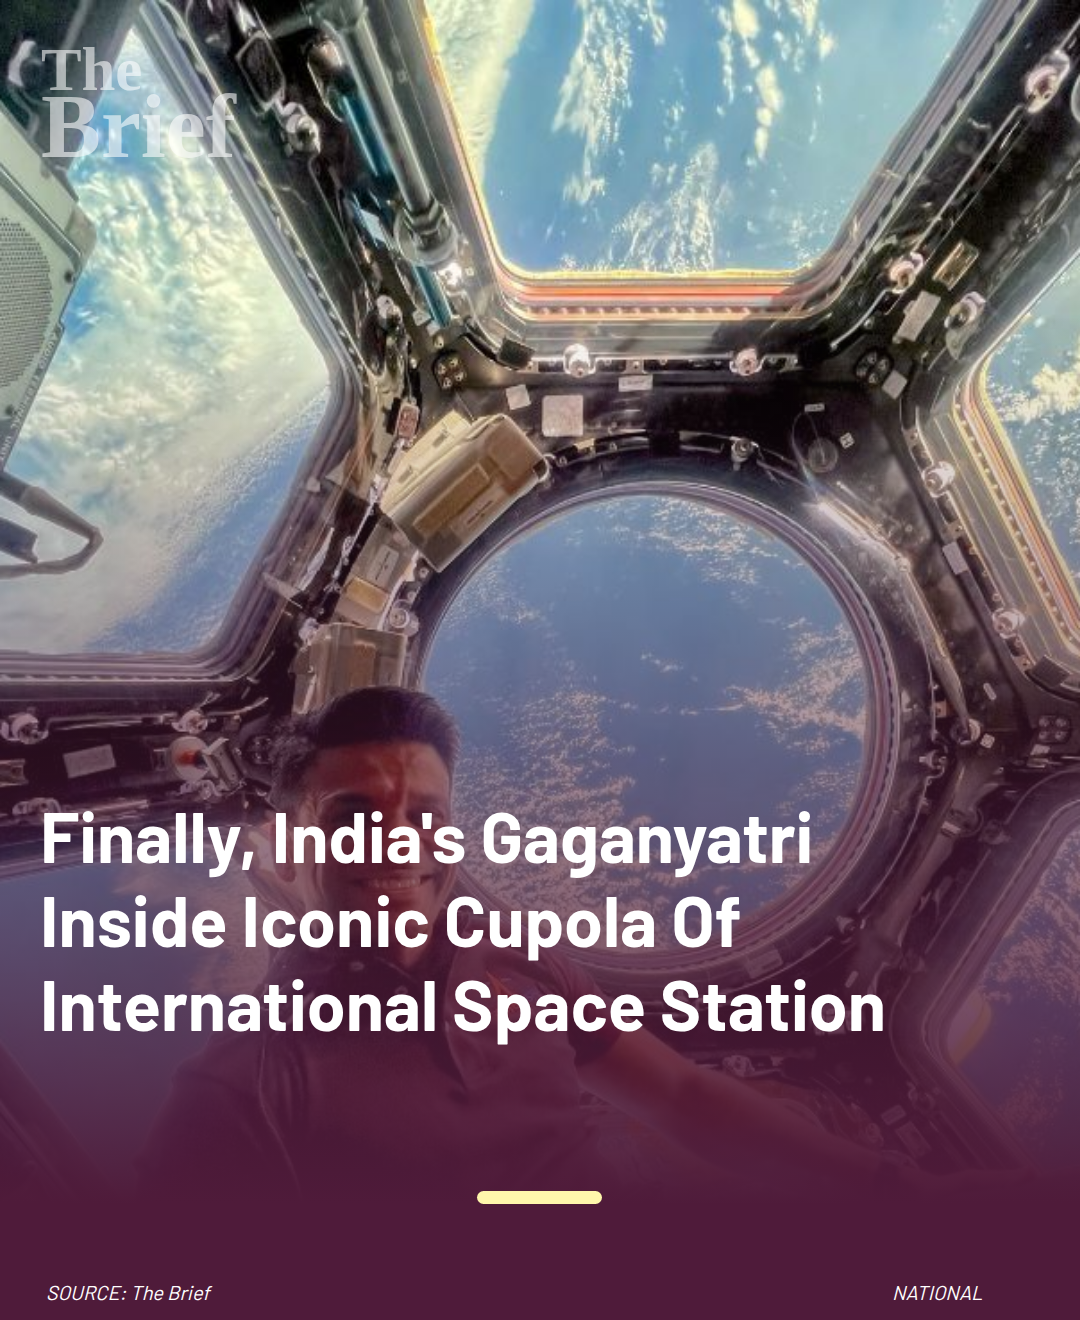 The
Brief
Finally, India's Gaganyatri
Inside Iconic Cupola Of
International Space Station
SOURCE: The Brief
NATIONAL